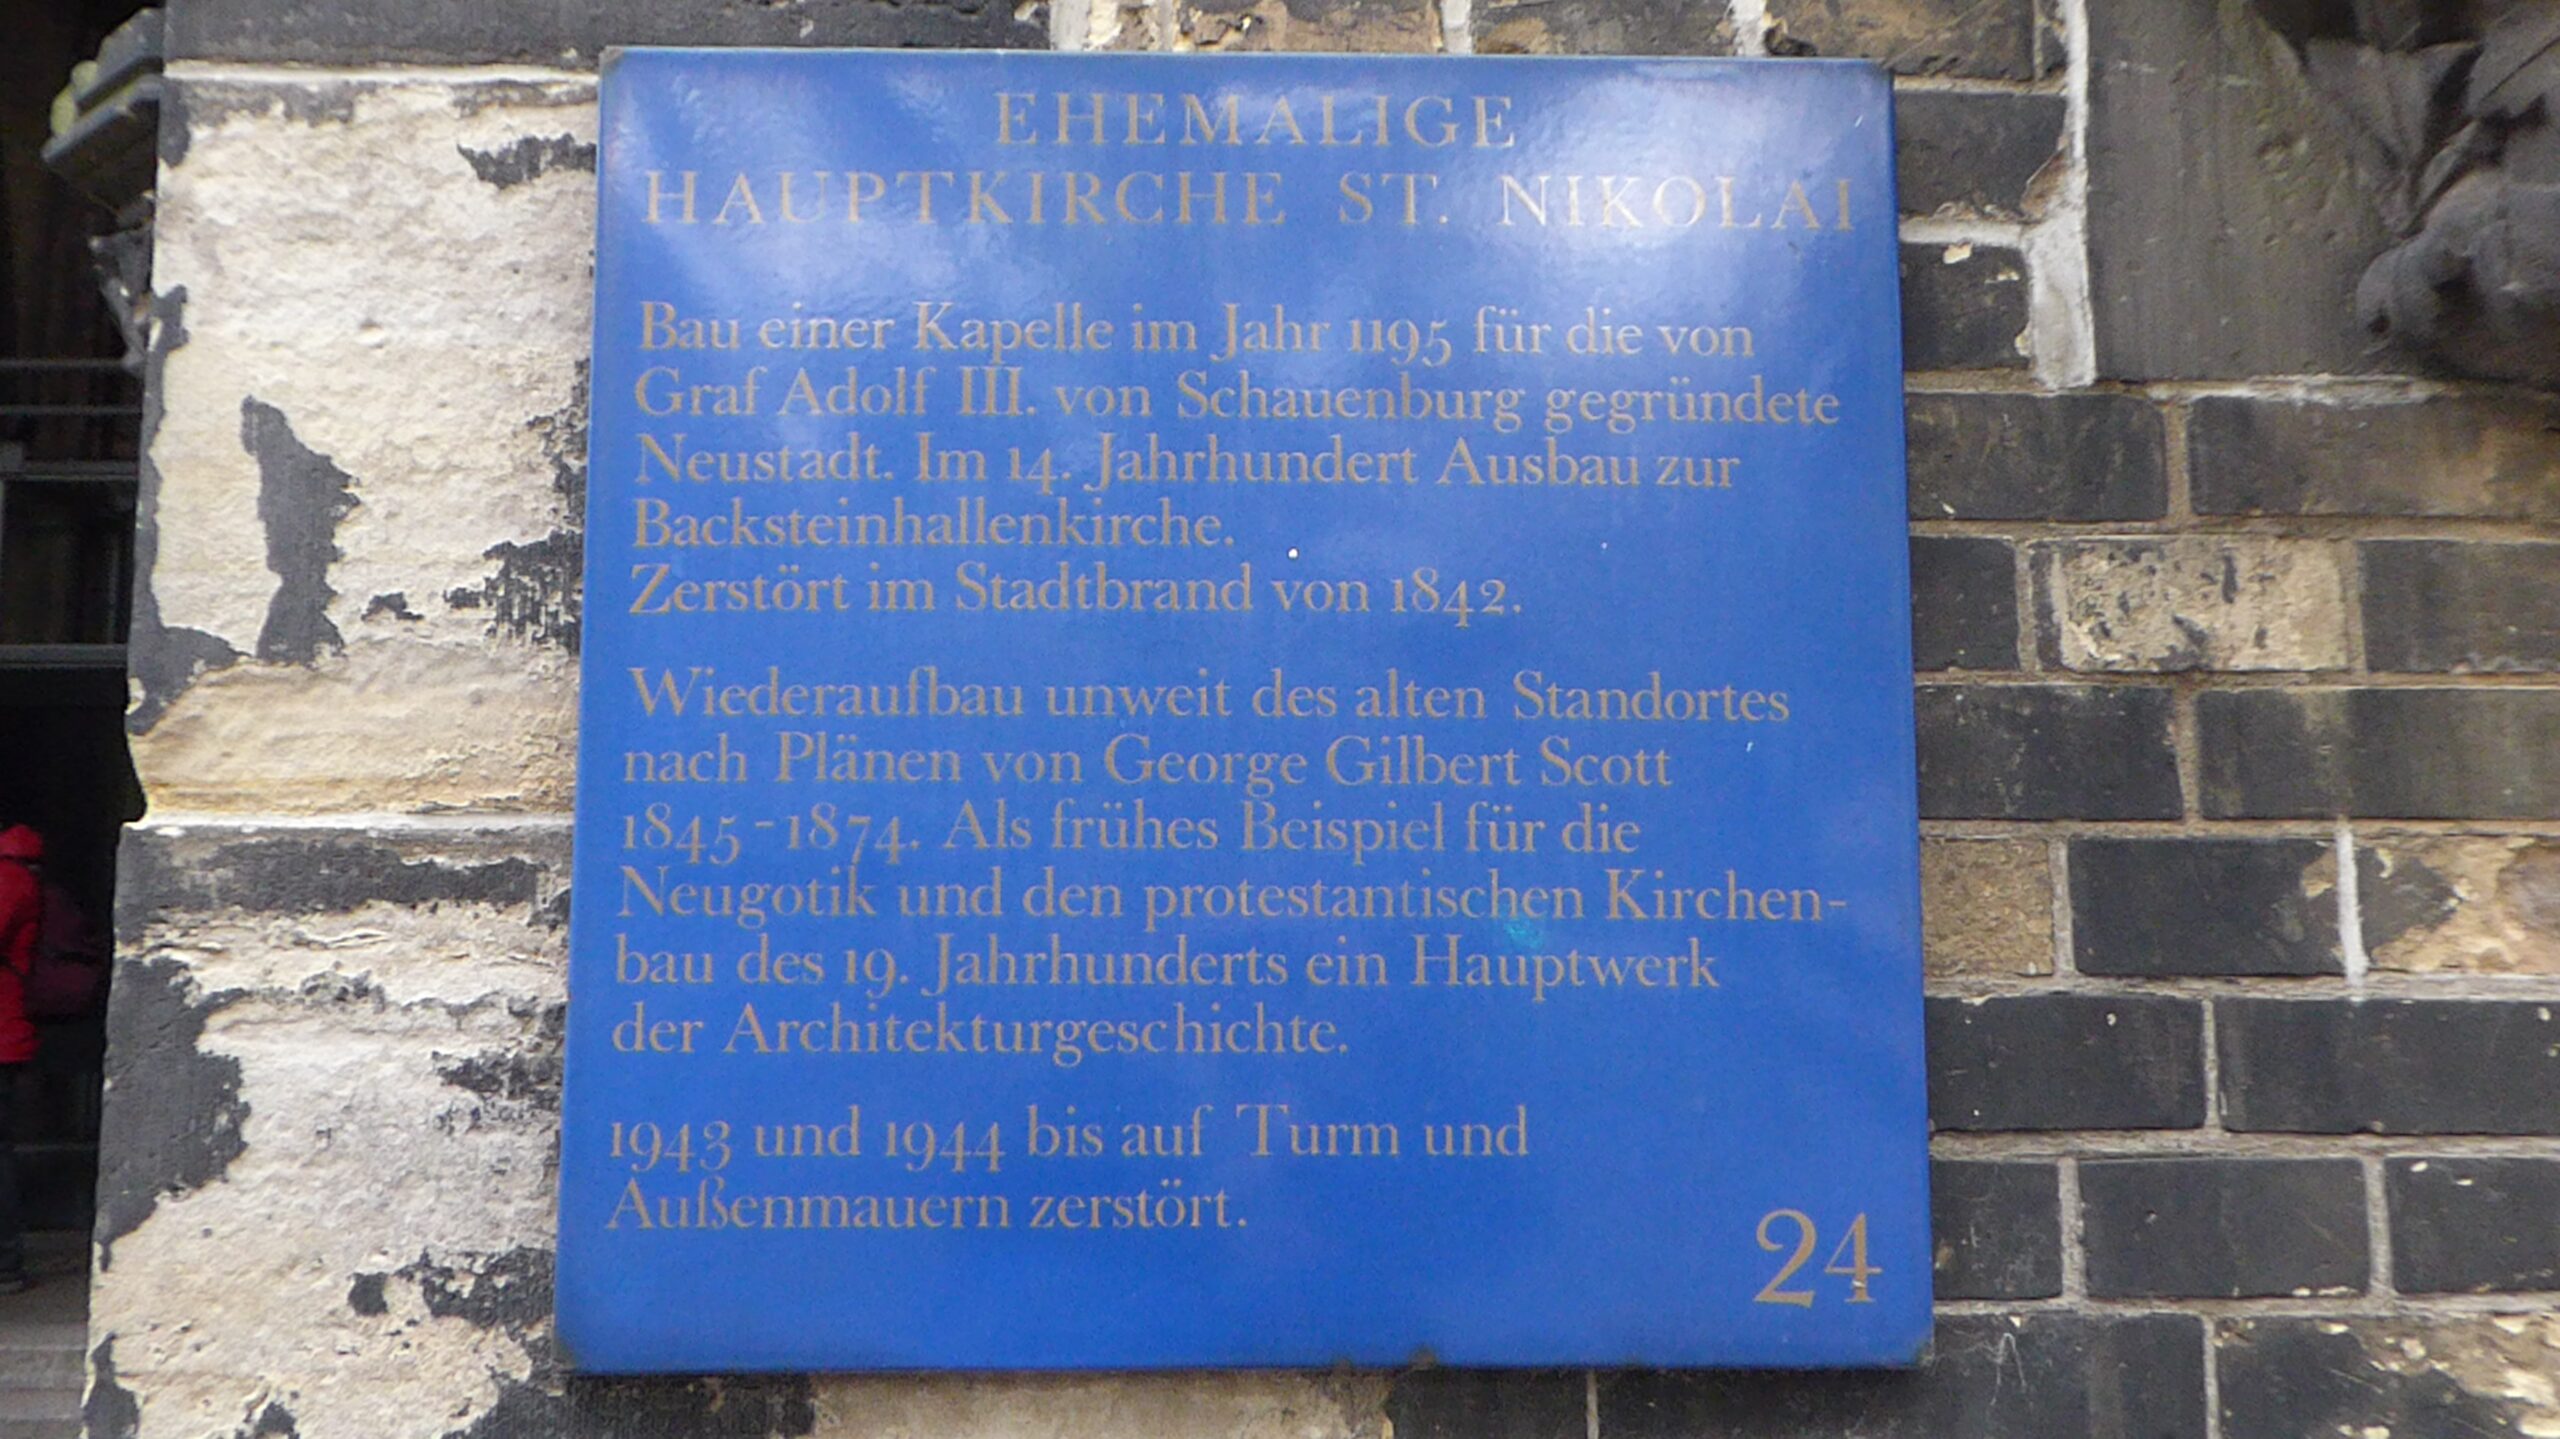 EHEMALIGE
HAUPTKIRCHE ST. NIKOLAI
Bau einer Kapelle im Jahr 1195 für die von
Graf Adolf III. von Schauenburg gegründete
Neustadt. Im 14. Jahrhundert Ausbau zur
Backsteinhallenkirche.
Zerstört im Stadtbrand von 1842.
Wiederaufbau unweit des alten Standortes
nach Plänen von George Gilbert Scott
1845-1874. Als frühes Beispiel für die
Neugotik und den protestantischen Kirchen-
bau des 19. Jahrhunderts ein Hauptwerk
der Architekturgeschichte.
1943 und 1944 bis auf Turm und
Außenmauern zerstört.
24